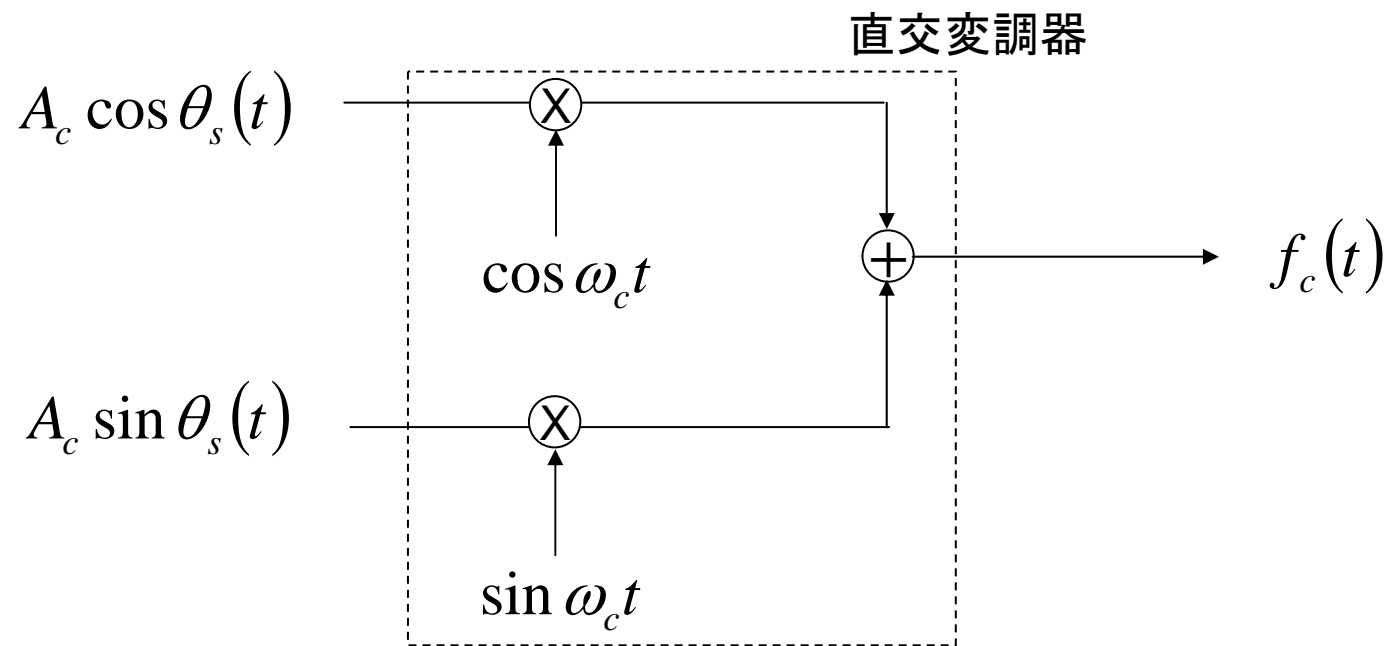 直交変調器
A_c cos θ_s(t)
X
cos ω_c t
+
f_c(t)
A_c sin θ_s(t)
X
sin ω_c t